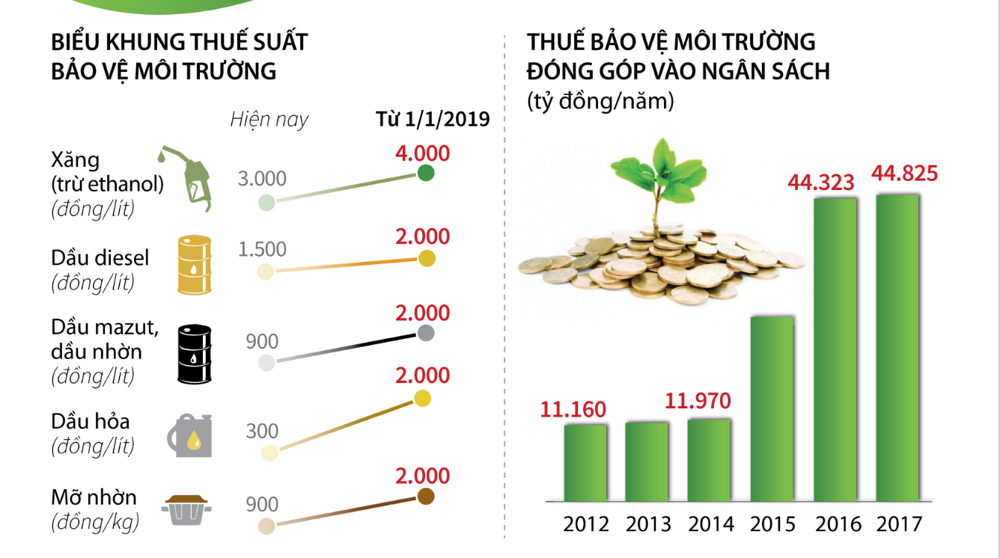 BIỂU KHUNG THUẾ SUẤT
BẢO VỆ MÔI TRƯỜNG
Hiện nay
Từ 1/1/2019
Xăng
(trừ ethanol)
(đồng/lít)
3.000
4.000
Dầu diesel
(đồng/lít)
1.500
2.000
Dầu mazut,
dầu nhờn
(đồng/lít)
900
2.000
Dầu hỏa
(đồng/lít)
300
2.000
Mỡ nhờn
(đồng/kg)
900
2.000
THUẾ BẢO VỆ MÔI TRƯỜNG
ĐÓNG GÓP VÀO NGÂN SÁCH
(tỷ đồng/năm)
11.160
11.970
44.323
44.825
2012
2013
2014
2015
2016
2017